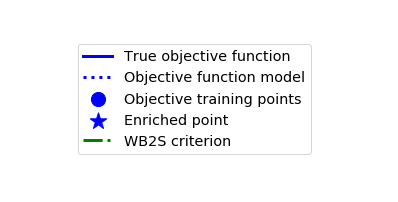 True objective function
Objective function model
Objective training points
Enriched point
WB2S criterion